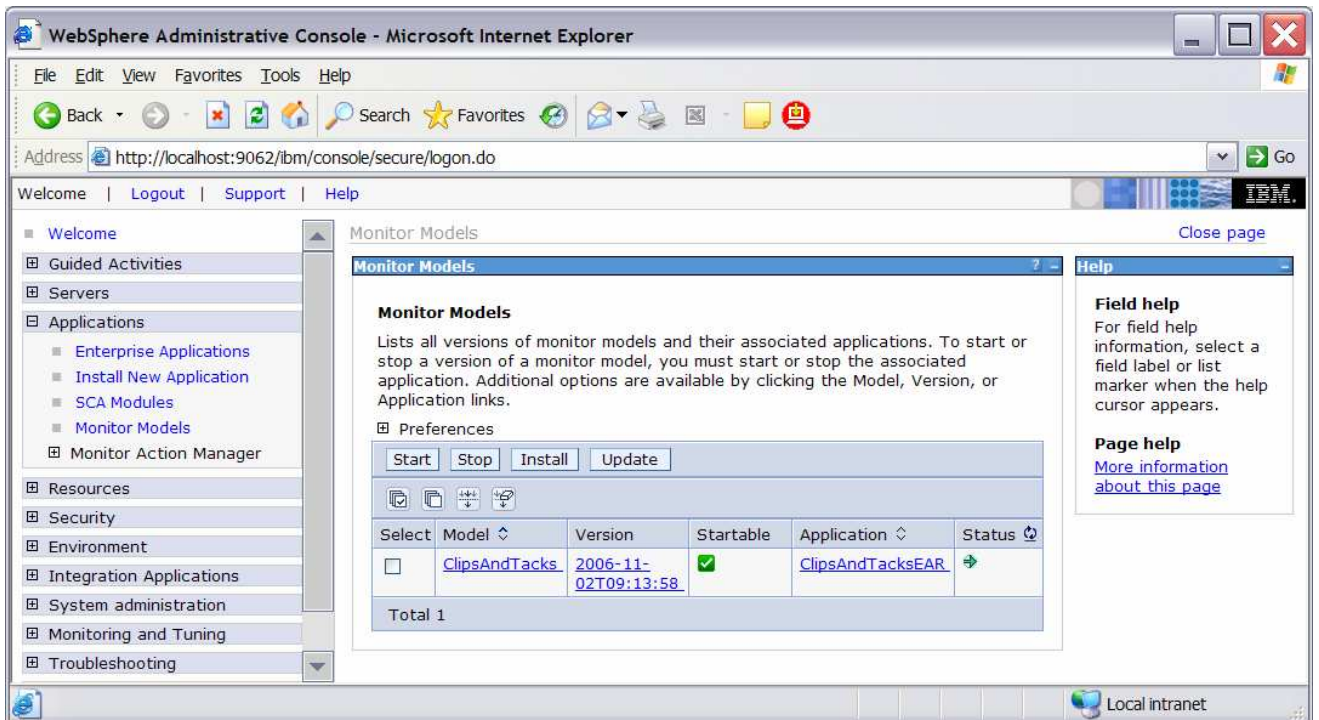 WebSphere Administrative Console - Microsoft Internet Explorer
File Edit View Favorites Tools Help
Back Search Favorites
Address http://localhost:9062/ibm/console/secure/logon.do Go
Welcome | Logout | Support | Help IBM.
Welcome
Guided Activities
Servers
Applications
Enterprise Applications
Install New Application
SCA Modules
Monitor Models
Monitor Action Manager
Resources
Security
Environment
Integration Applications
System administration
Monitoring and Tuning
Troubleshooting
Monitor Models Close page
Monitor Models ? -
Monitor Models
Lists all versions of monitor models and their associated applications. To start or
stop a version of a monitor model, you must start or stop the associated
application. Additional options are available by clicking the Model, Version, or
Application links.
Preferences
Start Stop Install Update
Select Model Version Startable Application Status
ClipsAndTacks 2006-11- ClipsAndTacksEAR
02T09:13:58
Total 1
Help -
Field help
For field help
information, select a
field label or list
marker when the help
cursor appears.
Page help
More information
about this page
Local intranet